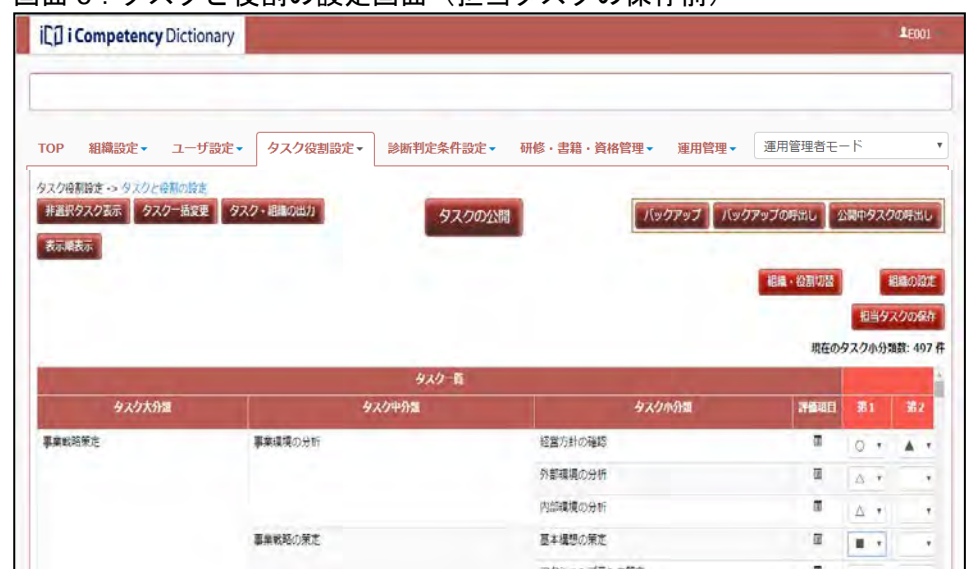 画面 3：タスクと役割の設定画面（担当タスクの保存前）
i Competency Dictionary
E001
TOP 組織設定 ユーザ設定 タスク役割設定 診断判定条件設定 研修・書籍・資格管理 運用管理 運用管理者モード
タスク役割設定 -> タスクと役割の設定
非選択タスク表示 タスク一括変更 タスク・組織の出力 タスクの公開 バックアップ バックアップの呼出し 公開中タスクの呼出し
表示順表示
組織・役割切替 組織の設定
担当タスクの保存
現在のタスク小分類数: 497 件
タスク一覧
タスク大分類 タスク中分類 タスク小分類 評価項目 第1 第2
事業戦略策定 事業環境の分析 経営方針の確認 ○ ▲
外部環境の分析 △
内部環境の分析 △
事業戦略の策定 基本構想の策定 ■